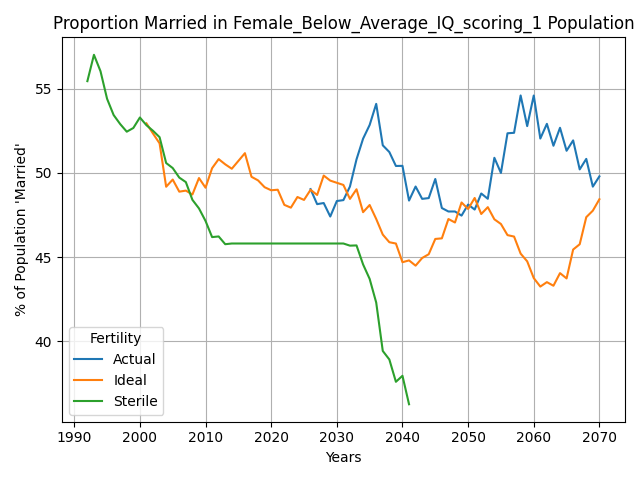 Proportion Married in Female_Below_Average_IQ_scoring_1 Population
% of Population 'Married'
55
50
45
40
Fertility
Actual
Ideal
Sterile
1990 2000 2010 2020 2030 2040 2050 2060 2070
Years